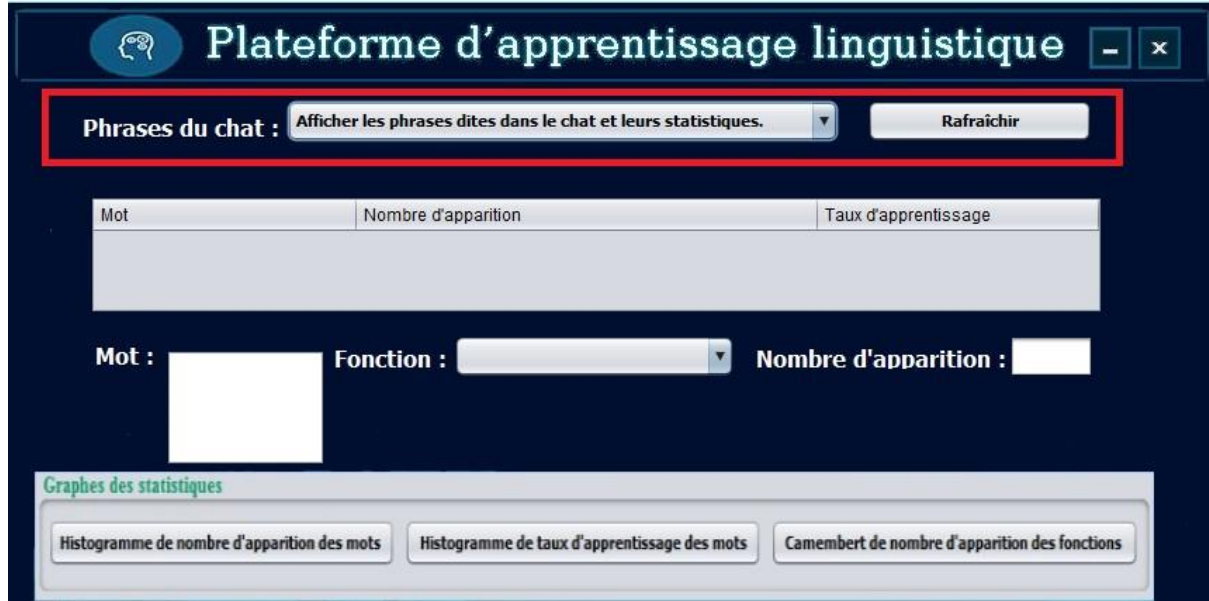 Plateforme d'apprentissage linguistique
Phrases du chat : Afficher les phrases dites dans le chat et leurs statistiques. Rafraîchir
Mot Nombre d'apparition Taux d'apprentissage
Mot : Fonction : Nombre d'apparition :
Graphes des statistiques
Histogramme de nombre d'apparition des mots Histogramme de taux d'apprentissage des mots Camembert de nombre d'apparition des fonctions